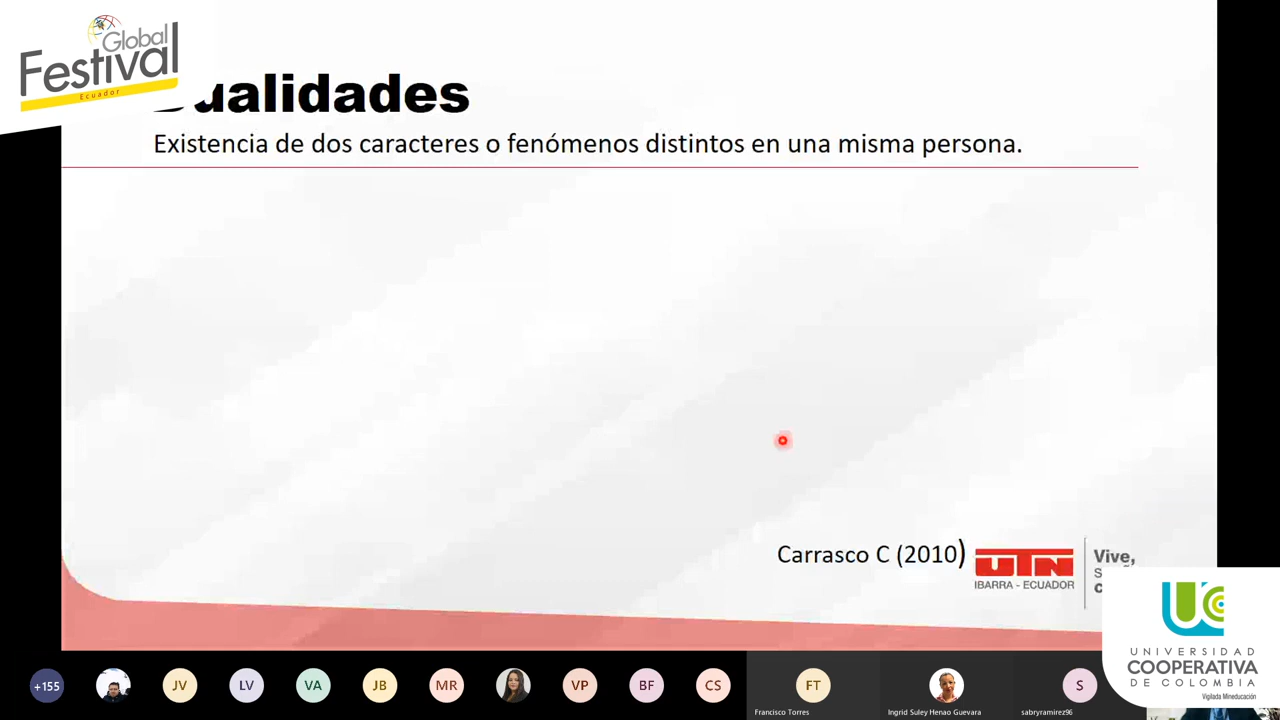 Global
Festival
Ecuador
ualidades
Existencia de dos caracteres o fenómenos distintos en una misma persona.
Carrasco C (2010)
UTN
IBARRA - ECUADOR
Vive,
UC
UNIVERSIDAD
COOPERATIVA
DE COLOMBIA
Vigilada Mineducación
+155
JV
LV
VA
JB
MR
VP
BF
CS
FT
S
Francisco Torres
Ingrid Suley Henao Guevara
sabryramirez96